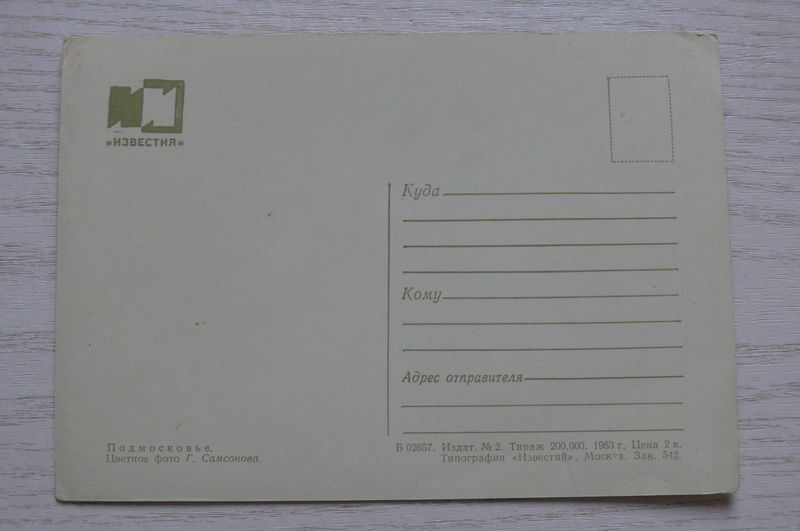 «ИЗВЕСТИЯ»
Куда
Кому
Адрес отправителя
Подмосковье.
Цветное фото Г. Самсонова.
Б 02657. Издат. № 2. Тираж 200.000. 1963 г. Цена 2 к.
Типография «Известий». Москва. Зак. 542.